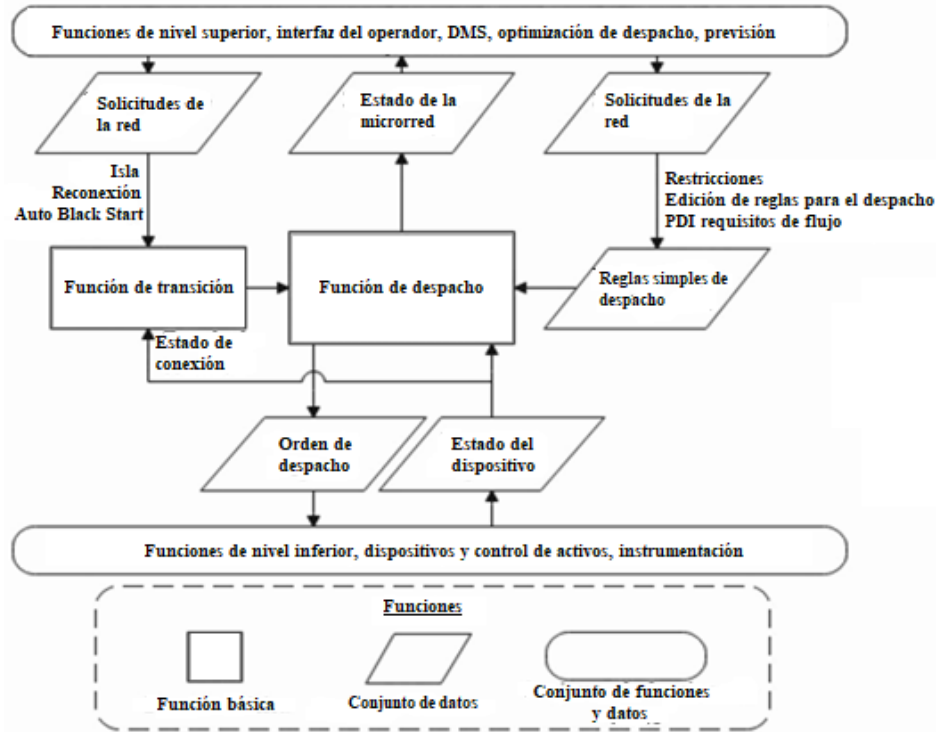 Funciones de nivel superior, interfaz del operador, DMS, optimización de despacho, previsión
Solicitudes de
la red
Estado de la
microrred
Solicitudes de la
red
Isla
Reconexión
Auto Black Start
Restricciones
Edición de reglas para el despacho
PDI requisitos de flujo
Función de transición
Función de despacho
Reglas simples de
despacho
Estado de
conexión
Orden de
despacho
Estado del
dispositivo
Funciones de nivel inferior, dispositivos y control de activos, instrumentación
Funciones
Función básica
Conjunto de datos
Conjunto de funciones
y datos